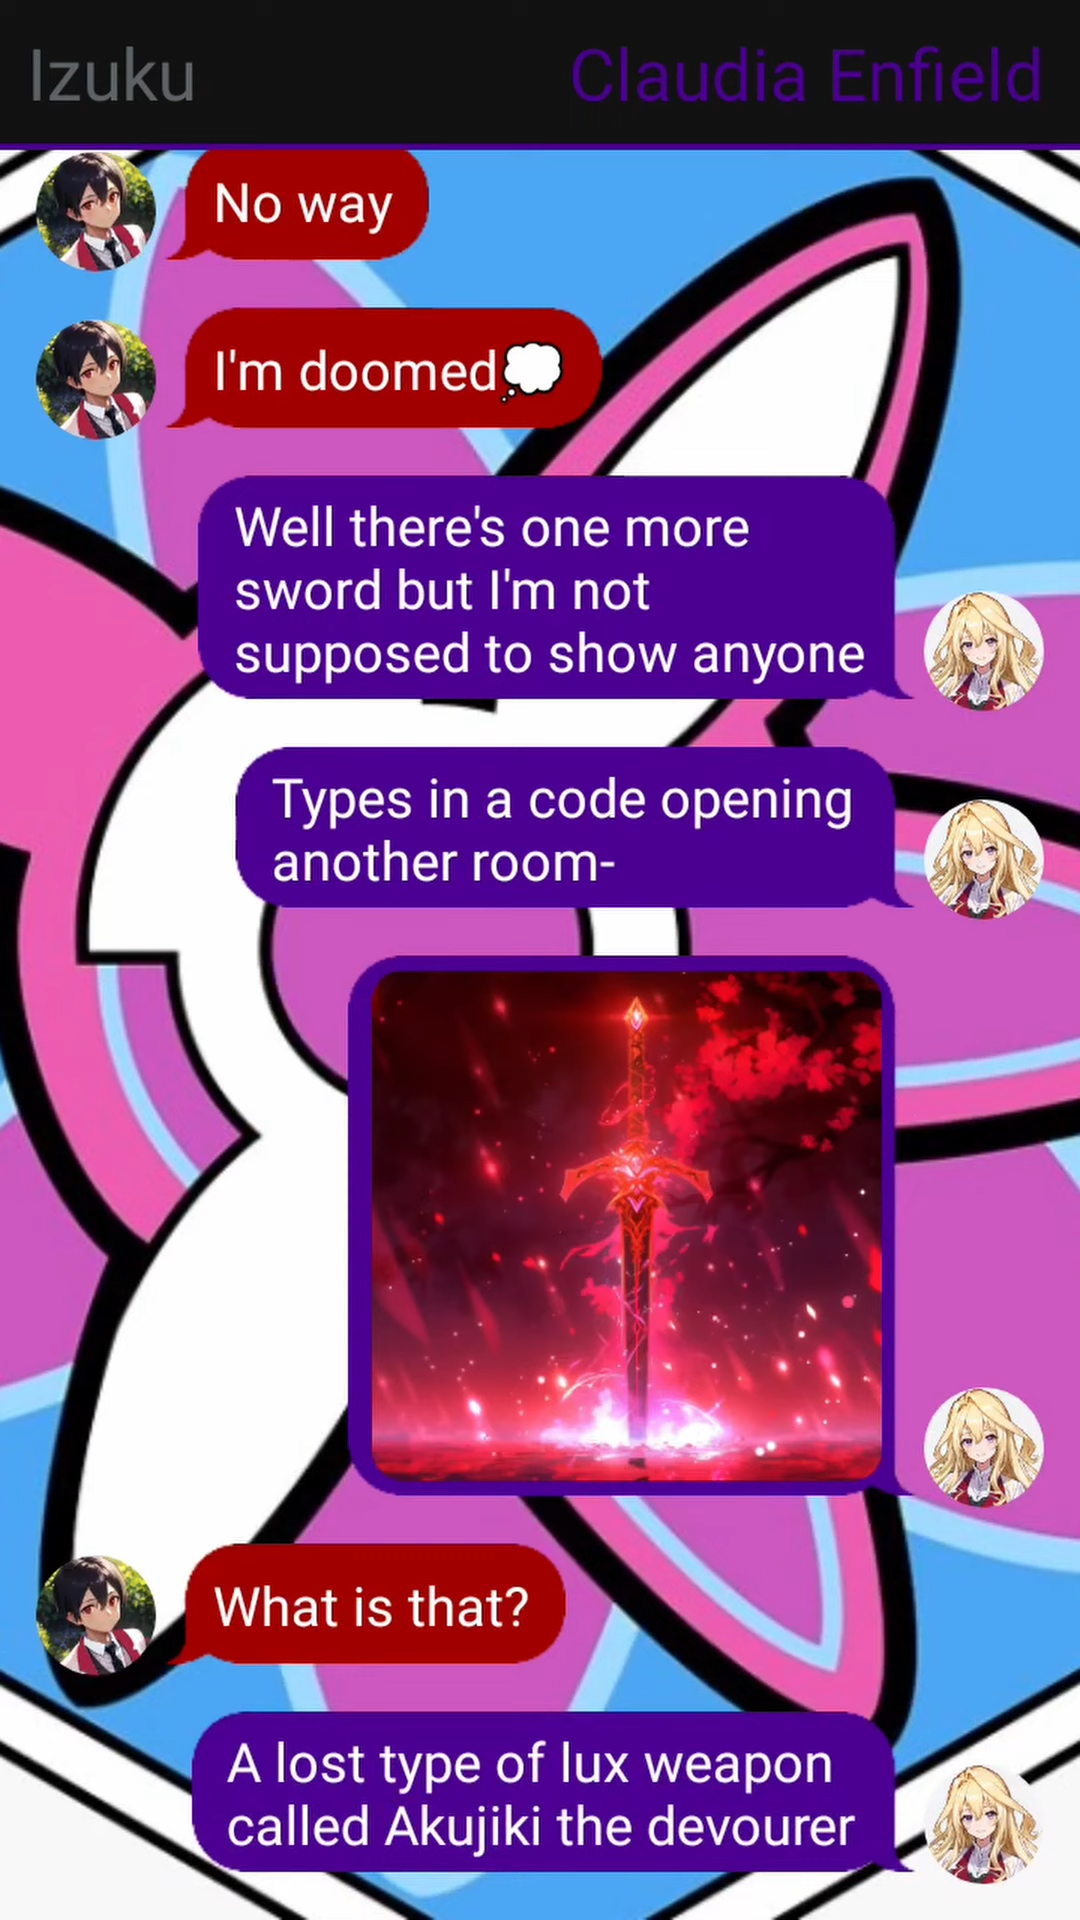 Izuku
Claudia Enfield
No way
I'm doomed💭
Well there's one more
sword but I'm not
supposed to show anyone
Types in a code opening
another room-
What is that?
A lost type of lux weapon
called Akujiki the devourer